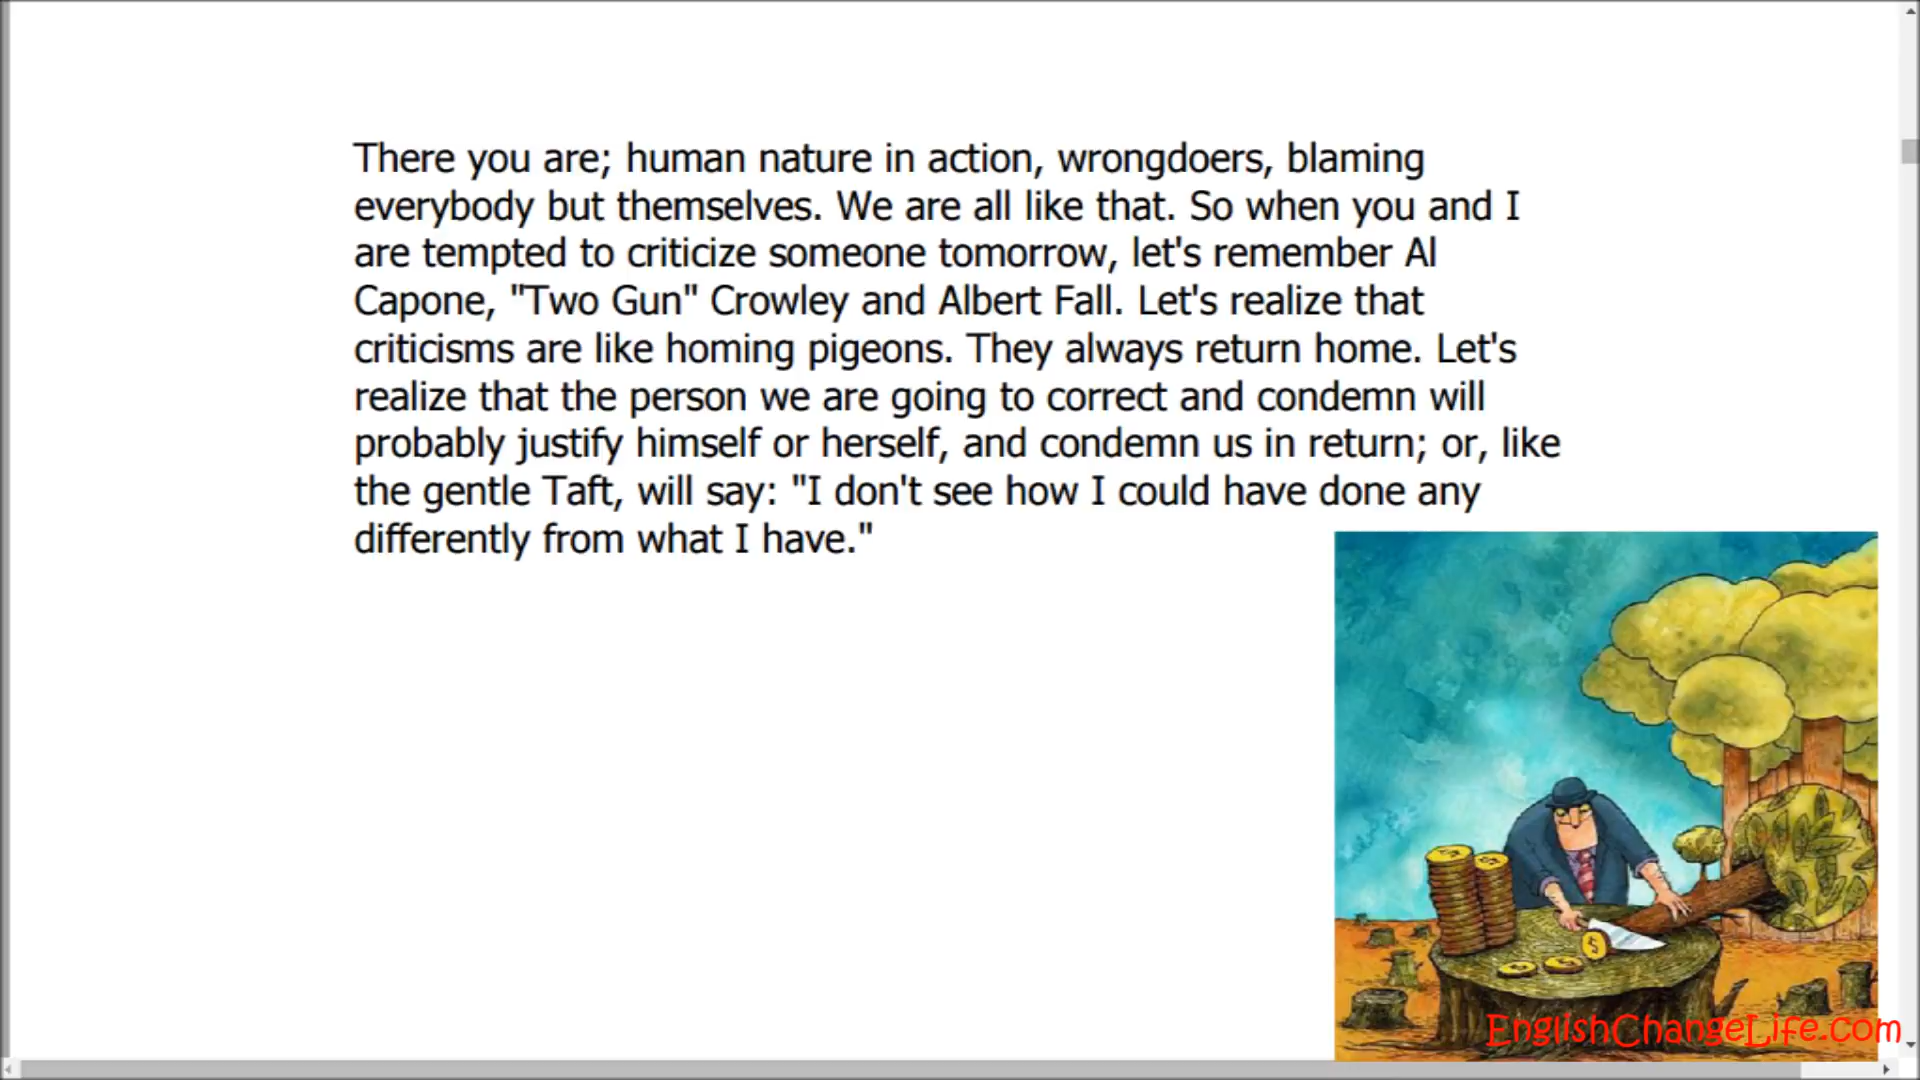 There you are; human nature in action, wrongdoers, blaming
everybody but themselves. We are all like that. So when you and I
are tempted to criticize someone tomorrow, let's remember Al
Capone, "Two Gun" Crowley and Albert Fall. Let's realize that
criticisms are like homing pigeons. They always return home. Let's
realize that the person we are going to correct and condemn will
probably justify himself or herself, and condemn us in return; or, like
the gentle Taft, will say: "I don't see how I could have done any
differently from what I have."
$ $
$
$ $
EnglishChangeLife.com